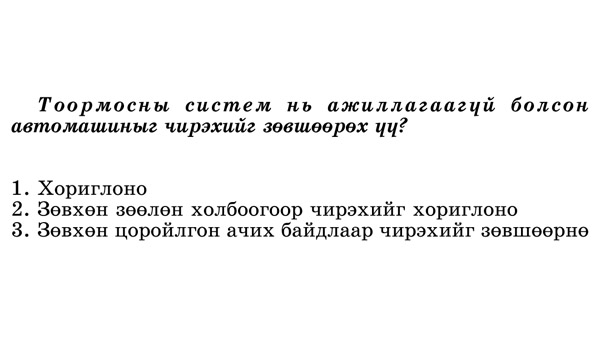 Тоормосны систем нь ажиллагаагүй болсон
автомашиныг чирэхийг зөвшөөрөх үү?
1. Хориглоно
2. Зөвхөн зөөлөн холбоогоор чирэхийг хориглоно
3. Зөвхөн цоройлгон ачих байдлаар чирэхийг зөвшөөрнө